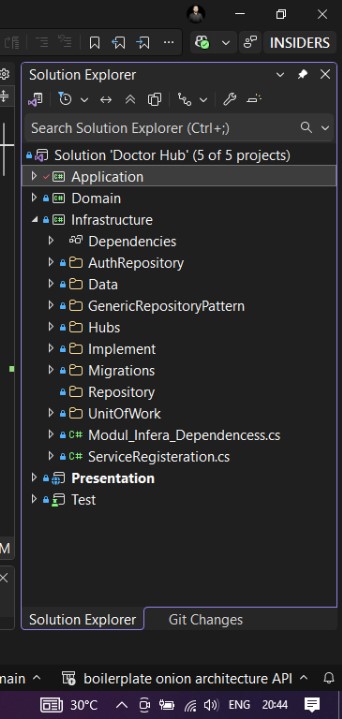 INSIDERS
Solution Explorer
Search Solution Explorer (Ctrl+;)
Solution 'Doctor Hub' (5 of 5 projects)
C# Application
C# Domain
C# Infrastructure
Dependencies
AuthRepository
Data
GenericRepositoryPattern
Hubs
Implement
Migrations
Repository
UnitOfWork
C# Modul_Infera_Dependencess.cs
C# ServiceRegisteration.cs
Presentation
Test
M
Solution Explorer Git Changes
main boilerplate onion architecture API
30°C ENG 20:44